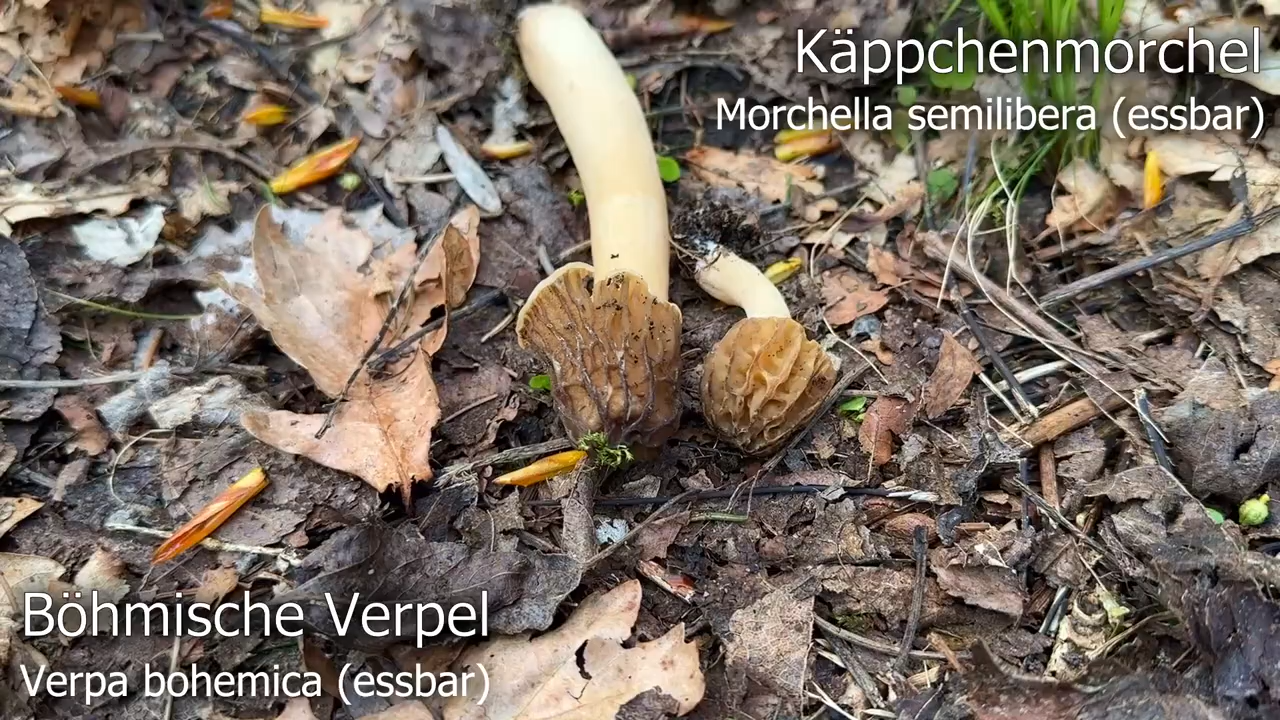 Käppchenmorchel
Morchella semilibera (essbar)
Böhmische Verpel
Verpa bohemica (essbar)